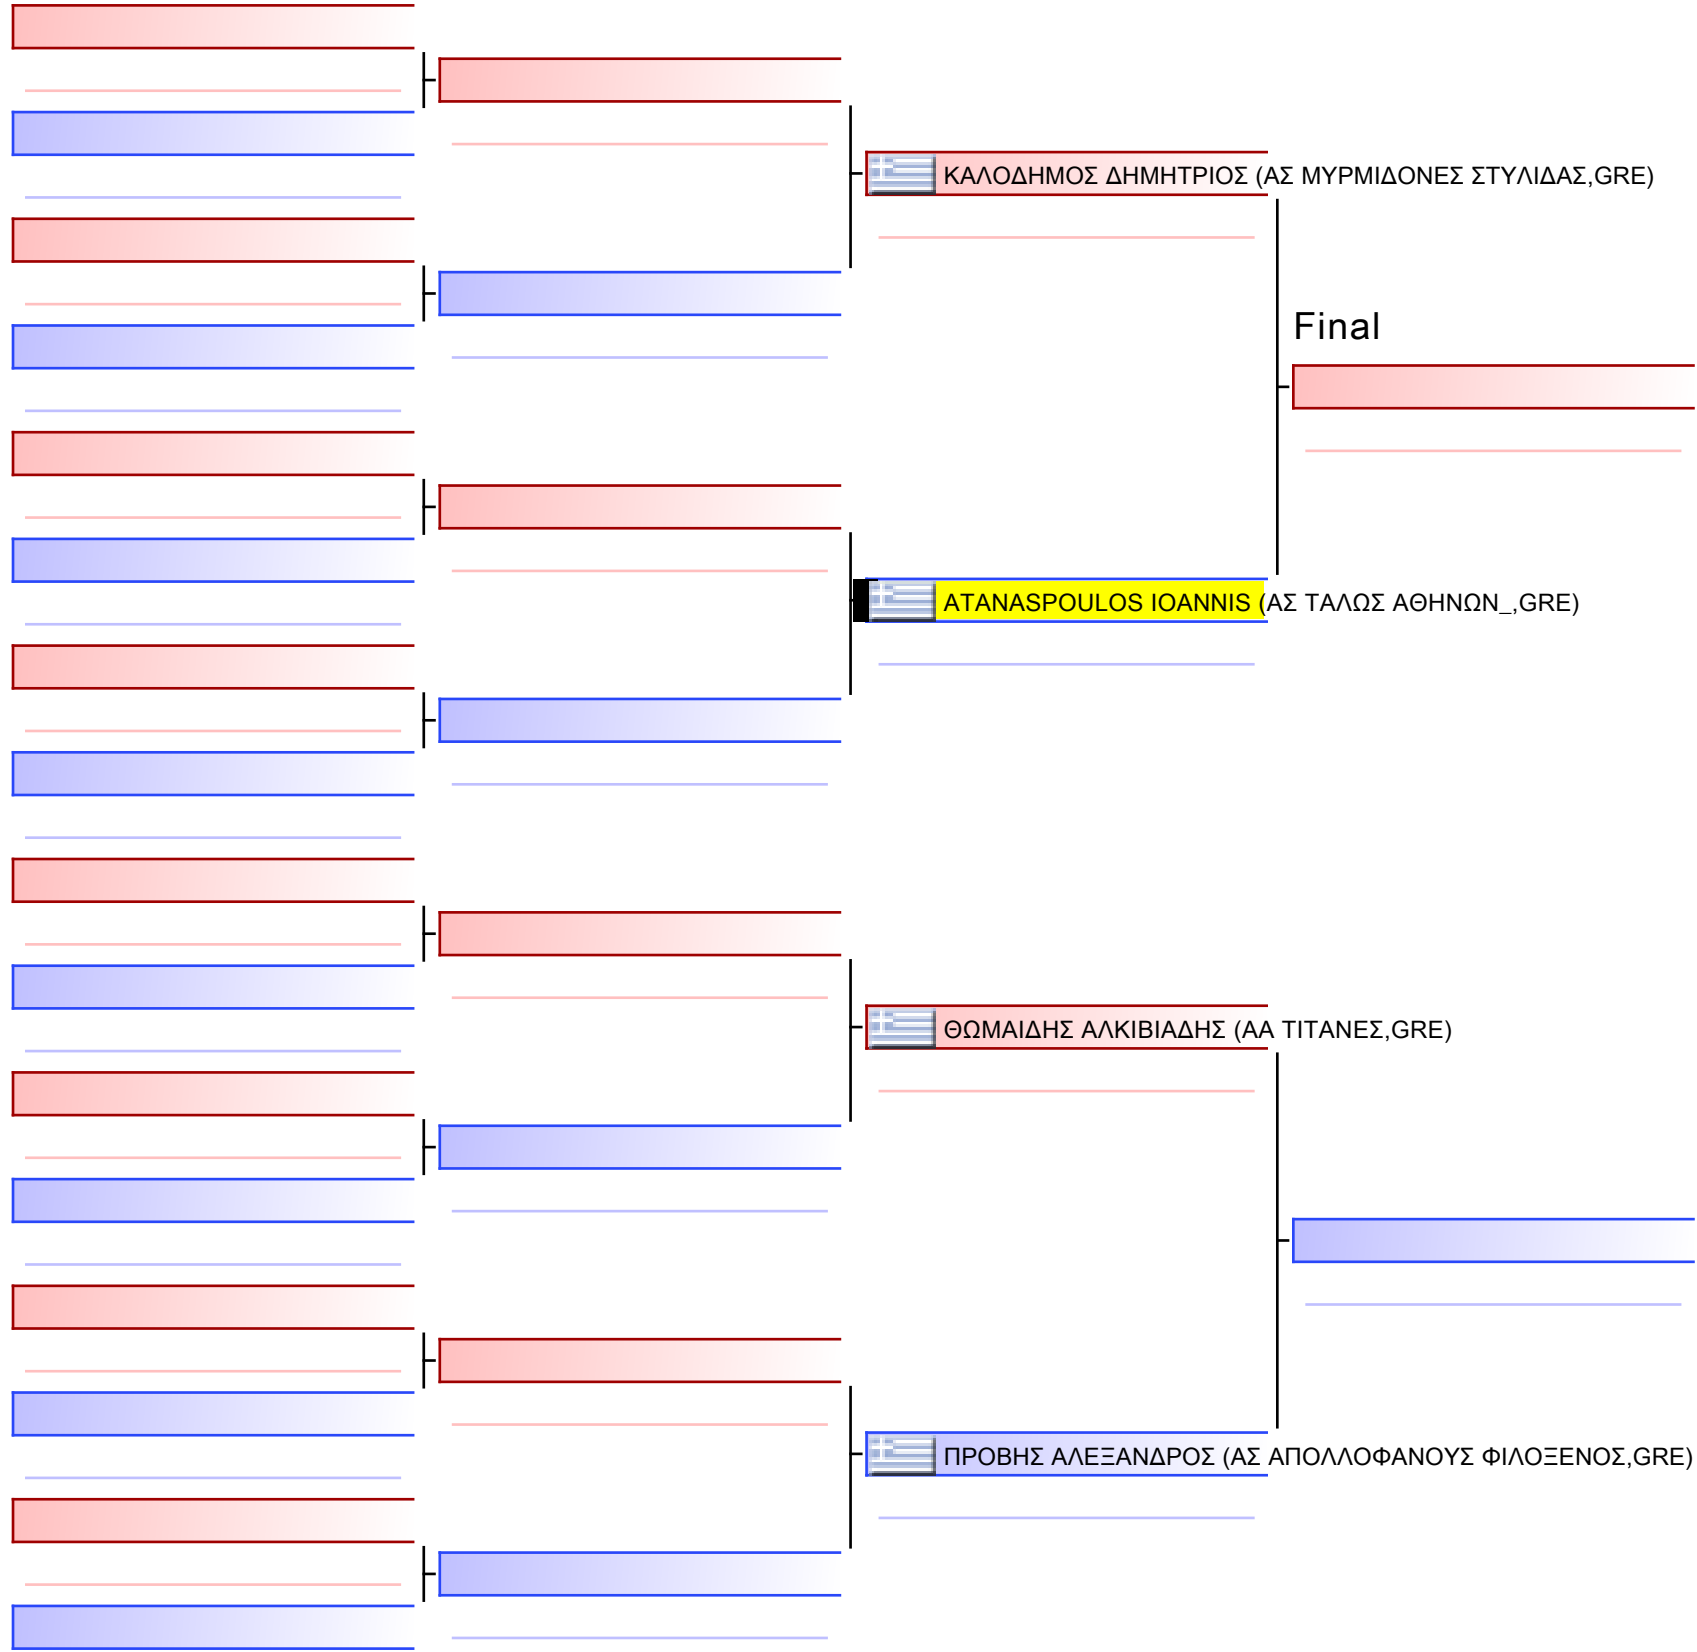 ΚΑΛΟΔΗΜΟΣ ΔΗΜΗΤΡΙΟΣ (ΑΣ ΜΥΡΜΙΔΟΝΕΣ ΣΤΥΛΙΔΑΣ,GRE)
Final
ATANASPOULOS IOANNIS (ΑΣ ΤΑΛΩΣ ΑΘΗΝΩΝ_,GRE)
ΘΩΜΑΙΔΗΣ ΑΛΚΙΒΙΑΔΗΣ (ΑΑ ΤΙΤΑΝΕΣ,GRE)
ΠΡΟΒΗΣ ΑΛΕΞΑΝΔΡΟΣ (ΑΣ ΑΠΟΛΛΟΦΑΝΟΥΣ ΦΙΛΟΞΕΝΟΣ,GRE)